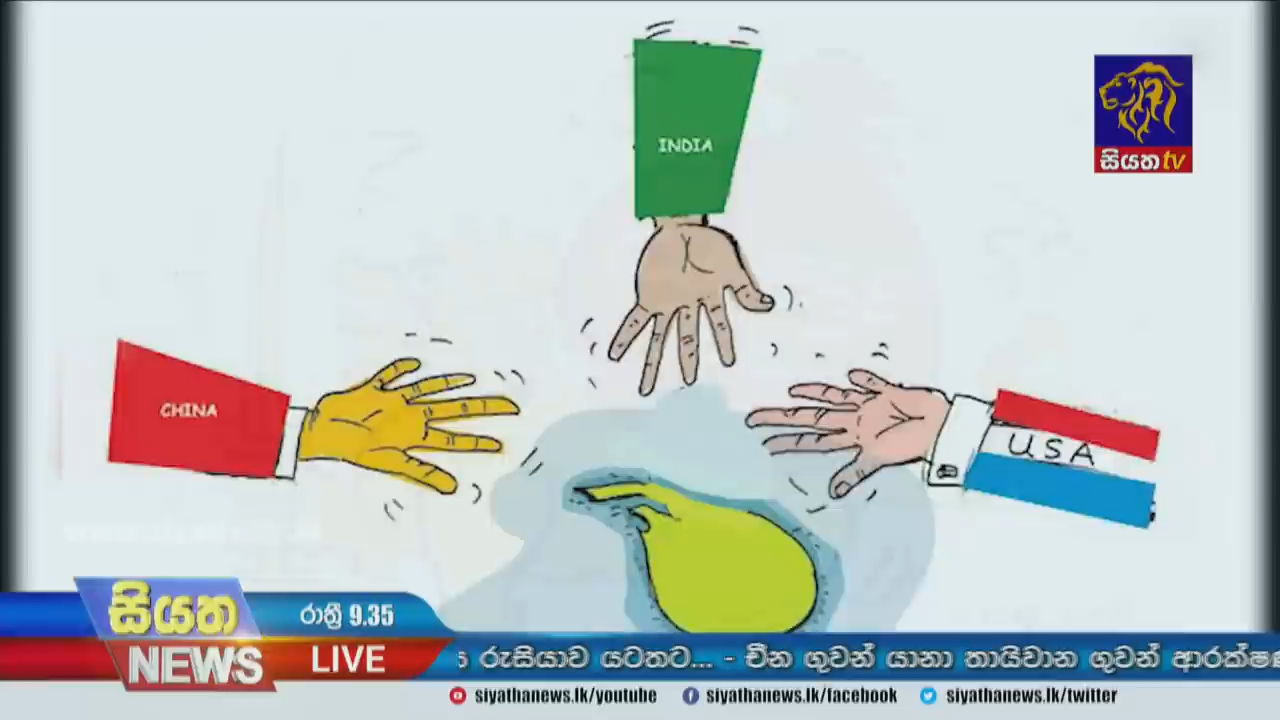 INDIA
සියත tv
CHINA
USA
සියත
NEWS
රාත්‍රී 9.35
LIVE
රුසියාව යටතට... - චීන ගුවන් යානා තායිවාන ගුවන්
siyathanews.lk/youtube
siyathanews.lk/facebook
siyathanews.lk/twitter